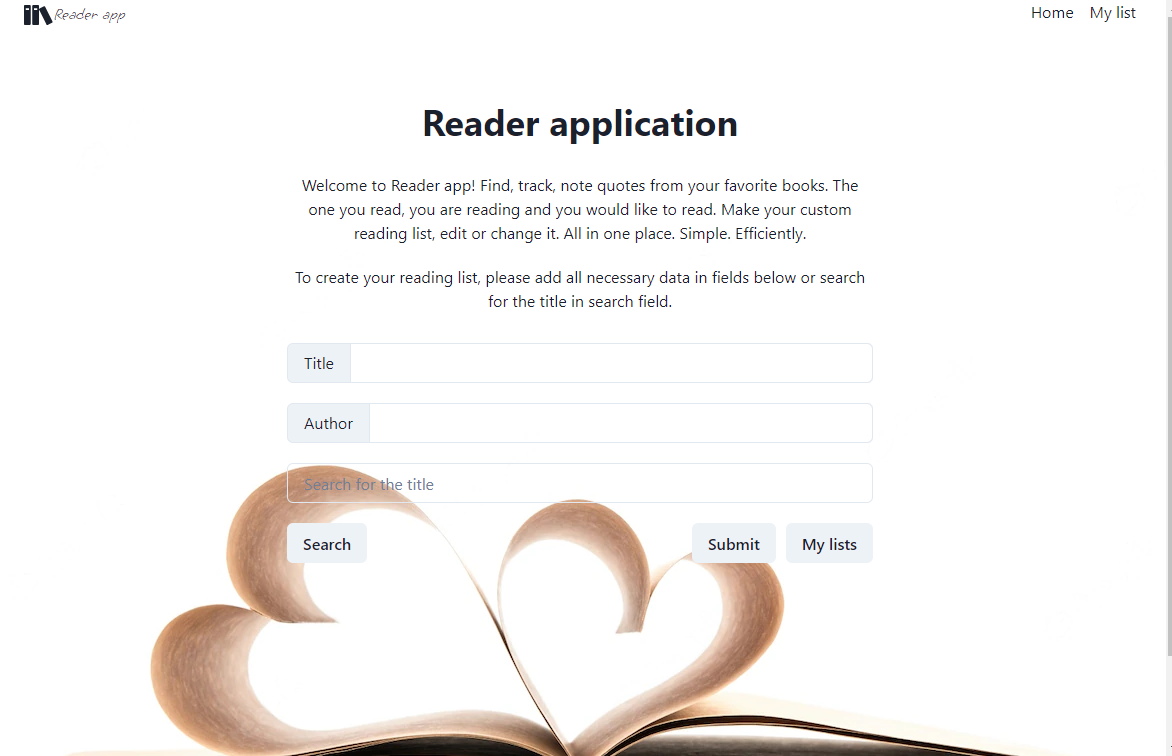 Reader app
Home
My list
Reader application
Welcome to Reader app! Find, track, note quotes from your favorite books. The
one you read, you are reading and you would like to read. Make your custom
reading list, edit or change it. All in one place. Simple. Efficiently.
To create your reading list, please add all necessary data in fields below or search
for the title in search field.
Title
Author
Search for the title
Search
Submit
My lists